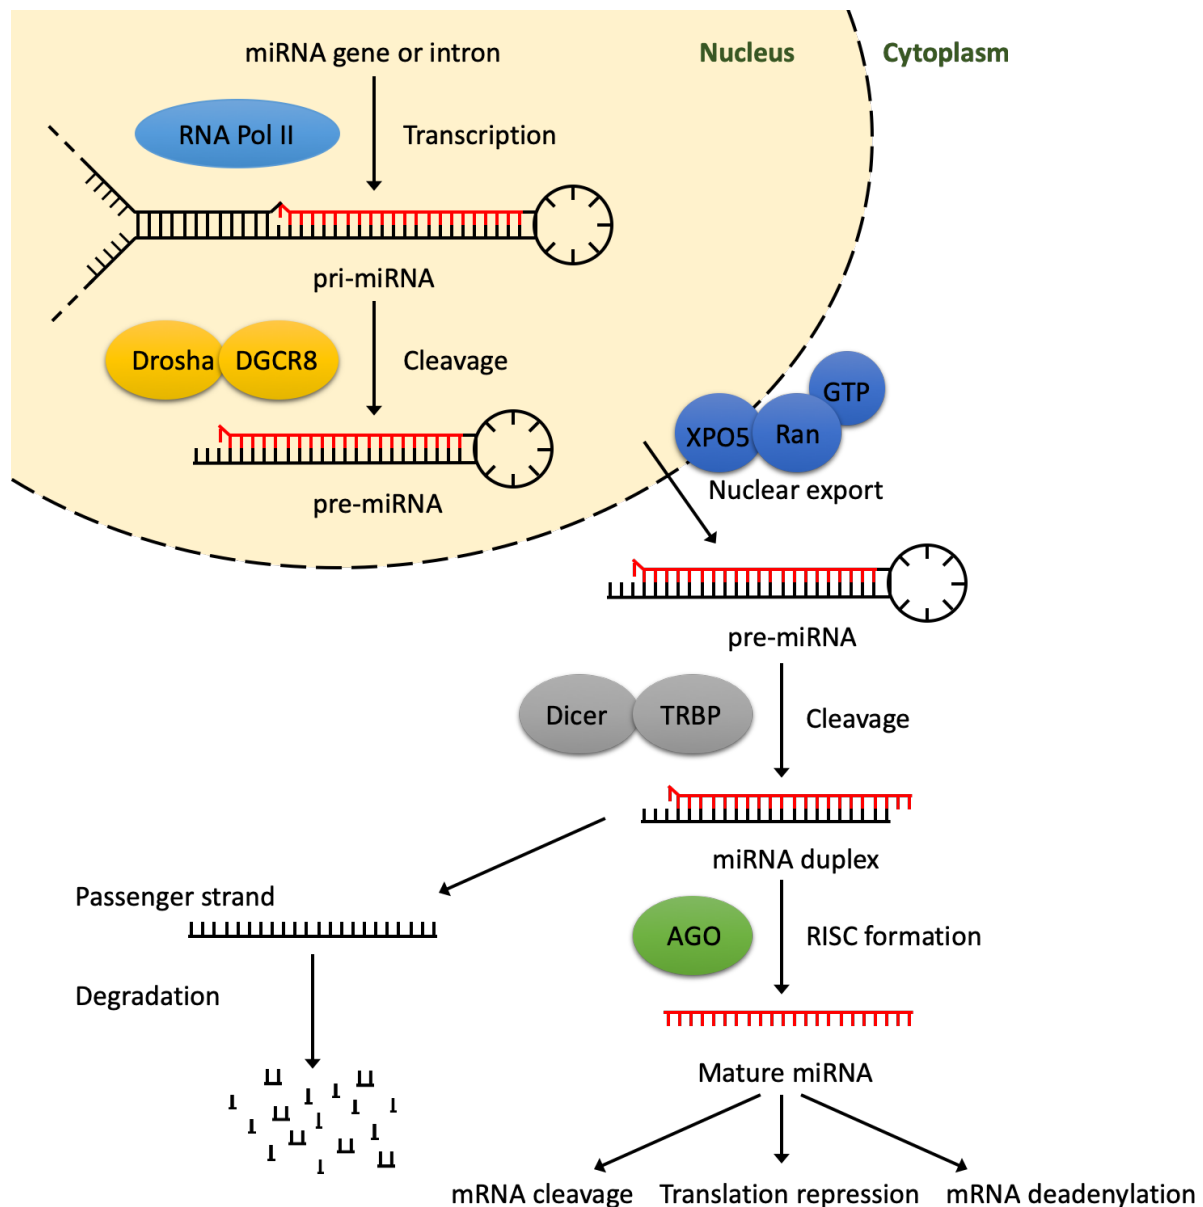 miRNA gene or intron
Nucleus
Cytoplasm
RNA Pol II
Transcription
pri-miRNA
Drosha
DGCR8
Cleavage
GTP
XPO5
Ran
Nuclear export
pre-miRNA
pre-miRNA
Dicer
TRBP
Cleavage
miRNA duplex
Passenger strand
AGO
RISC formation
Degradation
Mature miRNA
mRNA cleavage
Translation repression
mRNA deadenylation